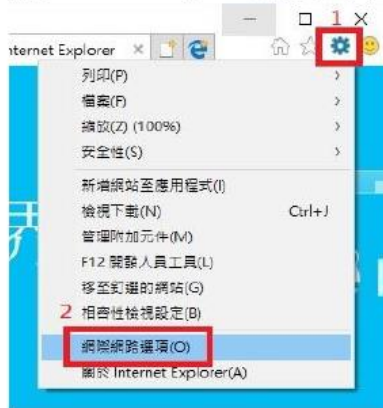 1
nternet Explorer
列印(P)
檔案(F)
縮放(Z) (100%)
安全性(S)
新增網站至應用程式(I)
檢視下載(N) Ctrl+J
管理附加元件(M)
F12 開發人員工具(L)
移至釘選的網站(G)
2 相容性檢視設定(B)
網際網路選項(O)
關於 Internet Explorer(A)